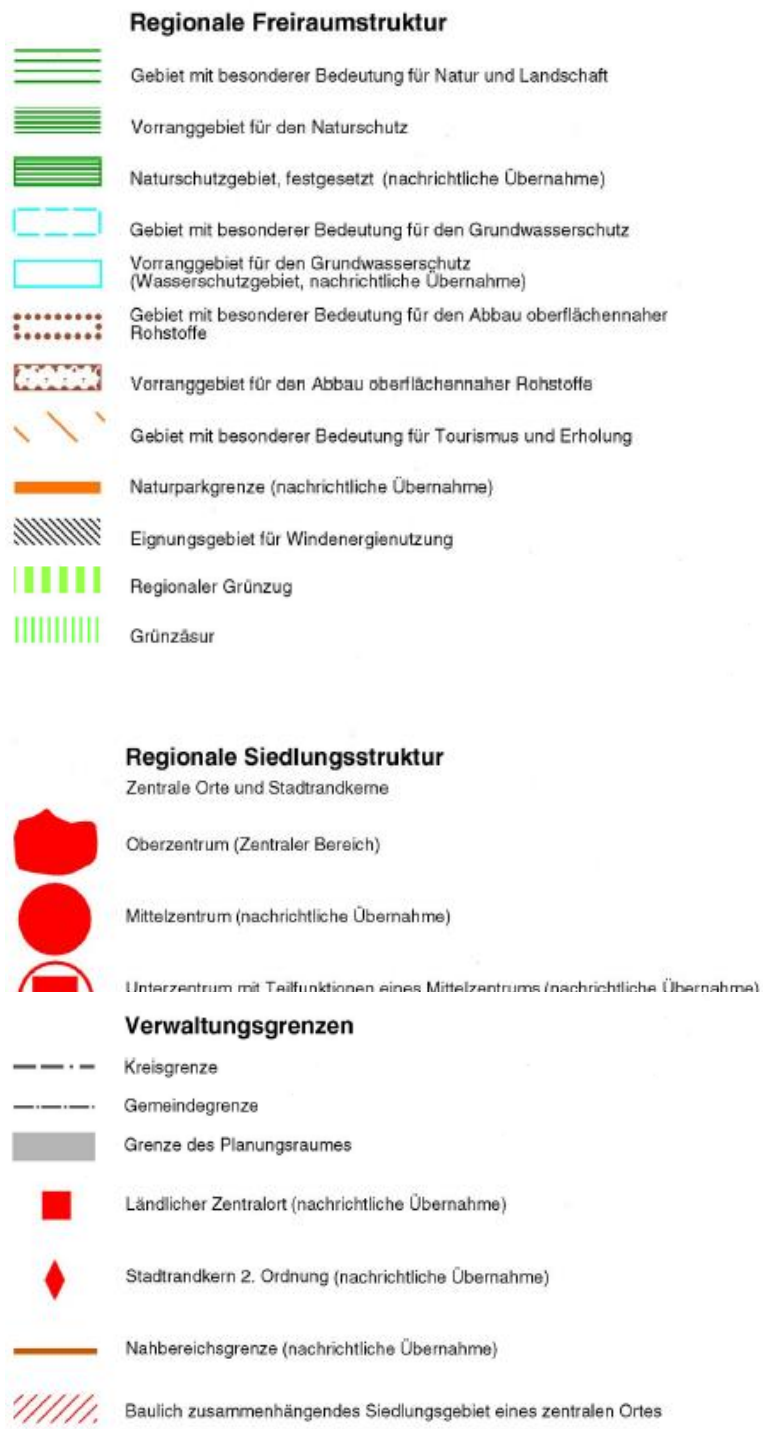 Regionale Freiraumstruktur
Gebiet mit besonderer Bedeutung für Natur und Landschaft
Vorranggebiet für den Naturschutz
Naturschutzgebiet, festgesetzt (nachrichtliche Übernahme)
Gebiet mit besonderer Bedeutung für den Grundwasserschutz
Vorranggebiet für den Grundwasserschutz
(Wasserschutzgebiet, nachrichtliche Übernahme)
Gebiet mit besonderer Bedeutung für den Abbau oberflächennaher
Rohstoffe
Vorranggebiet für den Abbau oberflächennaher Rohstoffe
Gebiet mit besonderer Bedeutung für Tourismus und Erholung
Naturparkgrenze (nachrichtliche Übernahme)
Eignungsgebiet für Windenergienutzung
Regionaler Grünzug
Grünzäsur
Regionale Siedlungsstruktur
Zentrale Orte und Stadtrandkerne
Oberzentrum (Zentraler Bereich)
Mittelzentrum (nachrichtliche Übernahme)
Unterzentrum mit Teilfunktionen eines Mittelzentrums (nachrichtliche Übernahme)
Verwaltungsgrenzen
Kreisgrenze
Gemeindegrenze
Grenze des Planungsraumes
Ländlicher Zentralort (nachrichtliche Übernahme)
Stadtrandkern 2. Ordnung (nachrichtliche Übernahme)
Nahbereichsgrenze (nachrichtliche Übernahme)
Baulich zusammenhängendes Siedlungsgebiet eines zentralen Ortes